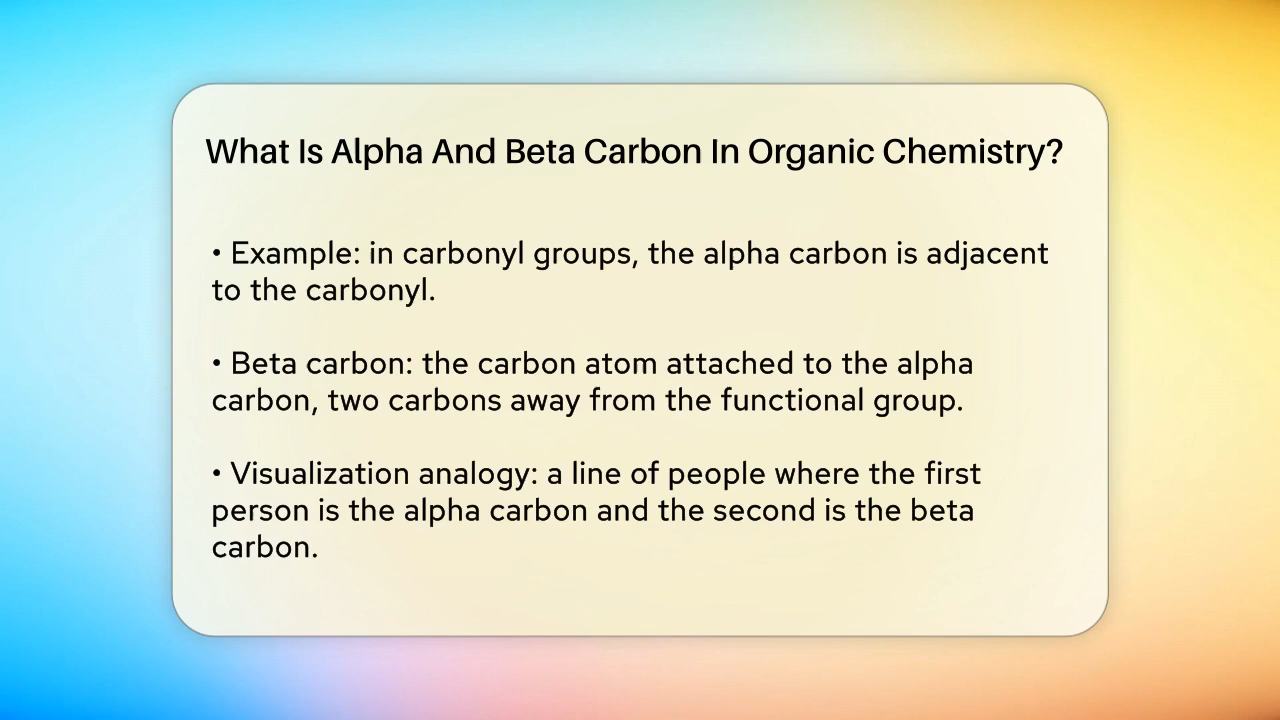 What Is Alpha And Beta Carbon In Organic Chemistry?
• Example: in carbonyl groups, the alpha carbon is adjacent
to the carbonyl.
• Beta carbon: the carbon atom attached to the alpha
carbon, two carbons away from the functional group.
• Visualization analogy: a line of people where the first
person is the alpha carbon and the second is the beta
carbon.